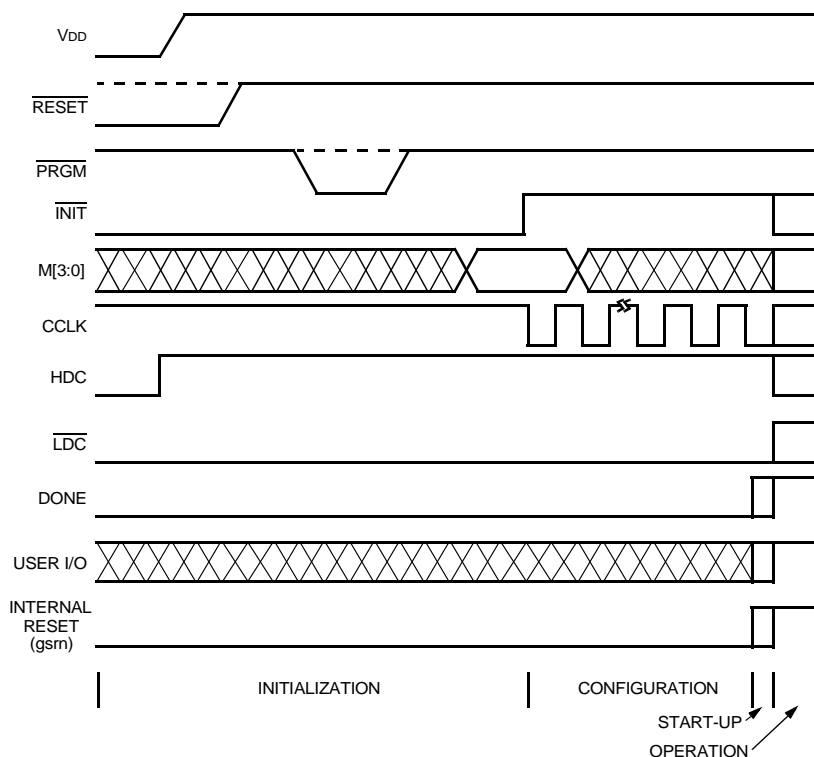 VDD
RESET
PRGM
INIT
M[3:0]
CCLK
HDC
LDC
DONE
USER I/O
INTERNAL
RESET
(gsrn)
INITIALIZATION
CONFIGURATION
START-UP
OPERATION